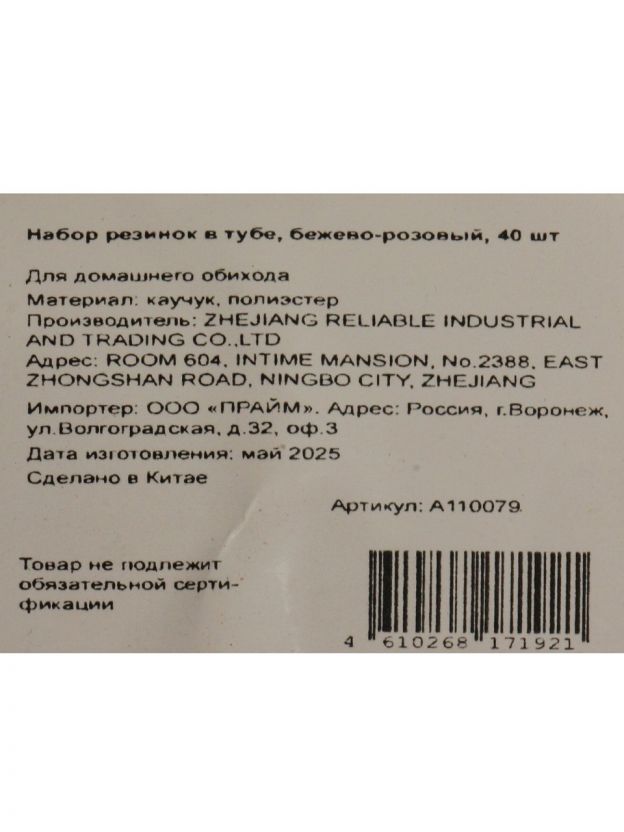 Набор резинок в тубе, бежево-розовый, 40 шт
Для домашнего обихода
Материал: каучук, полиэстер
Производитель: ZHEJIANG RELIABLE INDUSTRIAL
AND TRADING CO.,LTD
Адрес: ROOM 604, INTIME MANSION, No.2388, EAST
ZHONGSHAN ROAD, NINGBO CITY, ZHEJIANG
Импортер: ООО «ПРАЙМ». Адрес: Россия, г.Воронеж,
ул.Волгоградская, д.32, оф.3
Дата изготовления: май 2025
Сделано в Китае
Артикул: А110079
Товар не подлежит
обязательной серти-
фикации
4 610268 171921